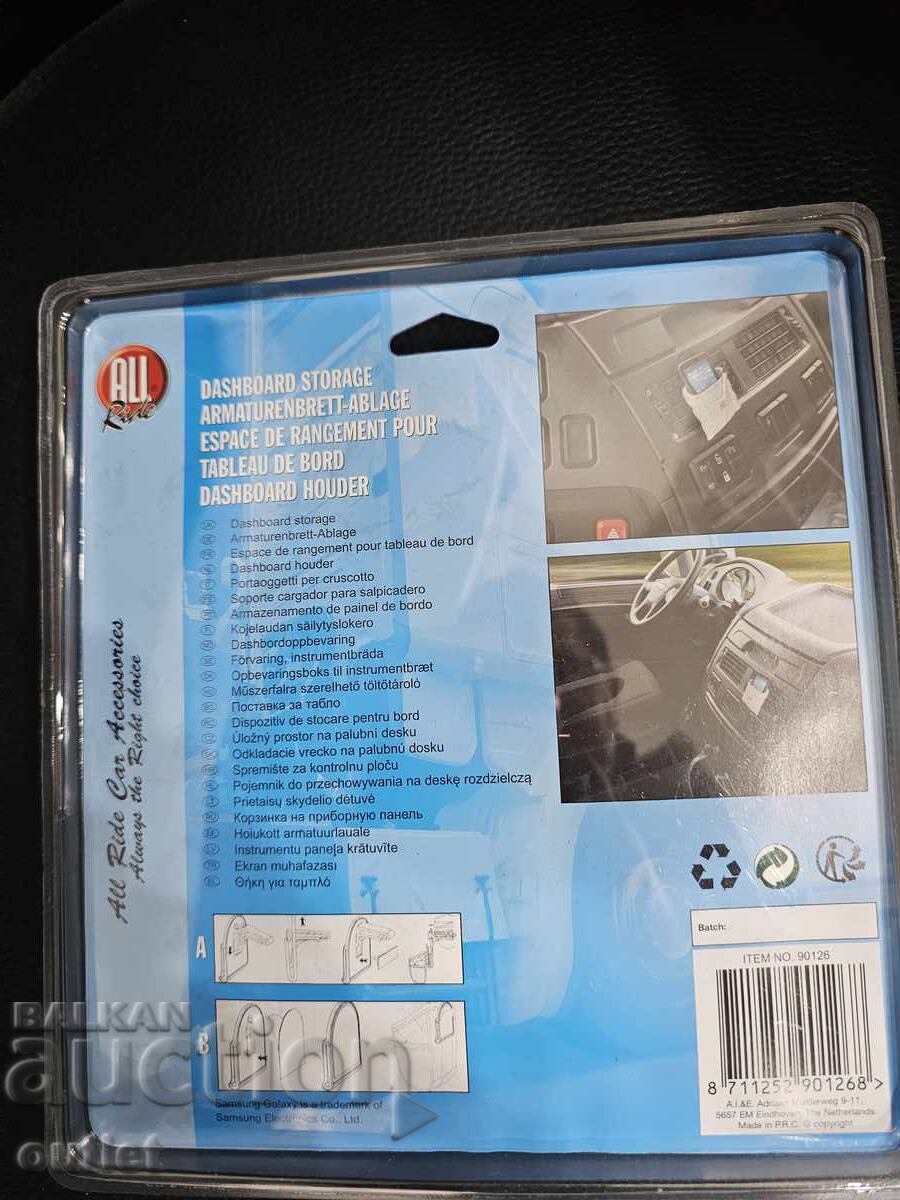 ALL
Ride
DASHBOARD STORAGE
ARMATURENBRETT-ABLAGE
ESPACE DE RANGEMENT POUR
TABLEAU DE BORD
DASHBOARD HOUDER
Dashboard storage
Armaturenbrett-Ablage
Espace de rangement pour tableau de bord
Dashboard houder
Portaoggetti per cruscotto
Soporte cargador para salpicadero
Armazenamento de painel de bordo
Kojelaudan säilytyslokero
Dashbordoppbevaring
Förvaring, instrumentbräda
Opbevaringsboks til instrumentbræt
Műszerfalra szerelhető töltőtároló
Поставка за табло
Dispozitiv de stocare pentru bord
Úložný prostor na palubní desku
Odkladacie vrecko na palubnú dosku
Spremište za kontrolnu ploču
Pojemnik do przechowywania na deskę rozdzielczą
Prietaisų skydelio dėtuvė
Корзинка на приборную панель
Hoiukott armatuurlauale
Instrumentu paneļa krātuvīte
Ekran muhafazası
Θήκη για ταμπλό
All Ride Car Accessories
Always the Right choice
A
B
Samsung Galaxy is a trademark of
Samsung Electronics Co., Ltd.
Batch:
ITEM NO. 90126
8 711252 901268 >
A.I.&E. Adriaan Mulderweg 9-11,
5657 EM Eindhoven, The Netherlands
Made in P.R.C. © copyright
BALKAN
auction
outlet